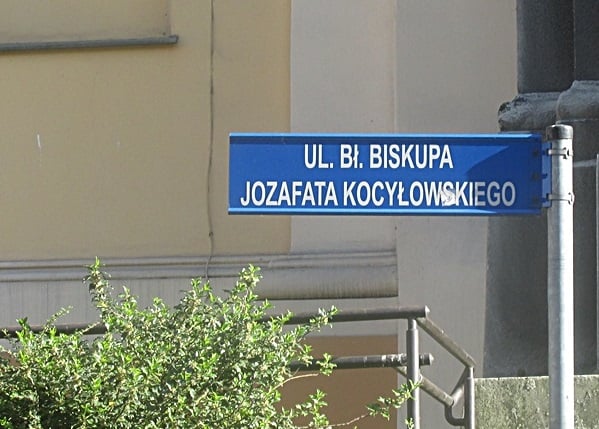 UL. Bł. BISKUPA
JOZAFATA KOCYŁOWSKIEGO